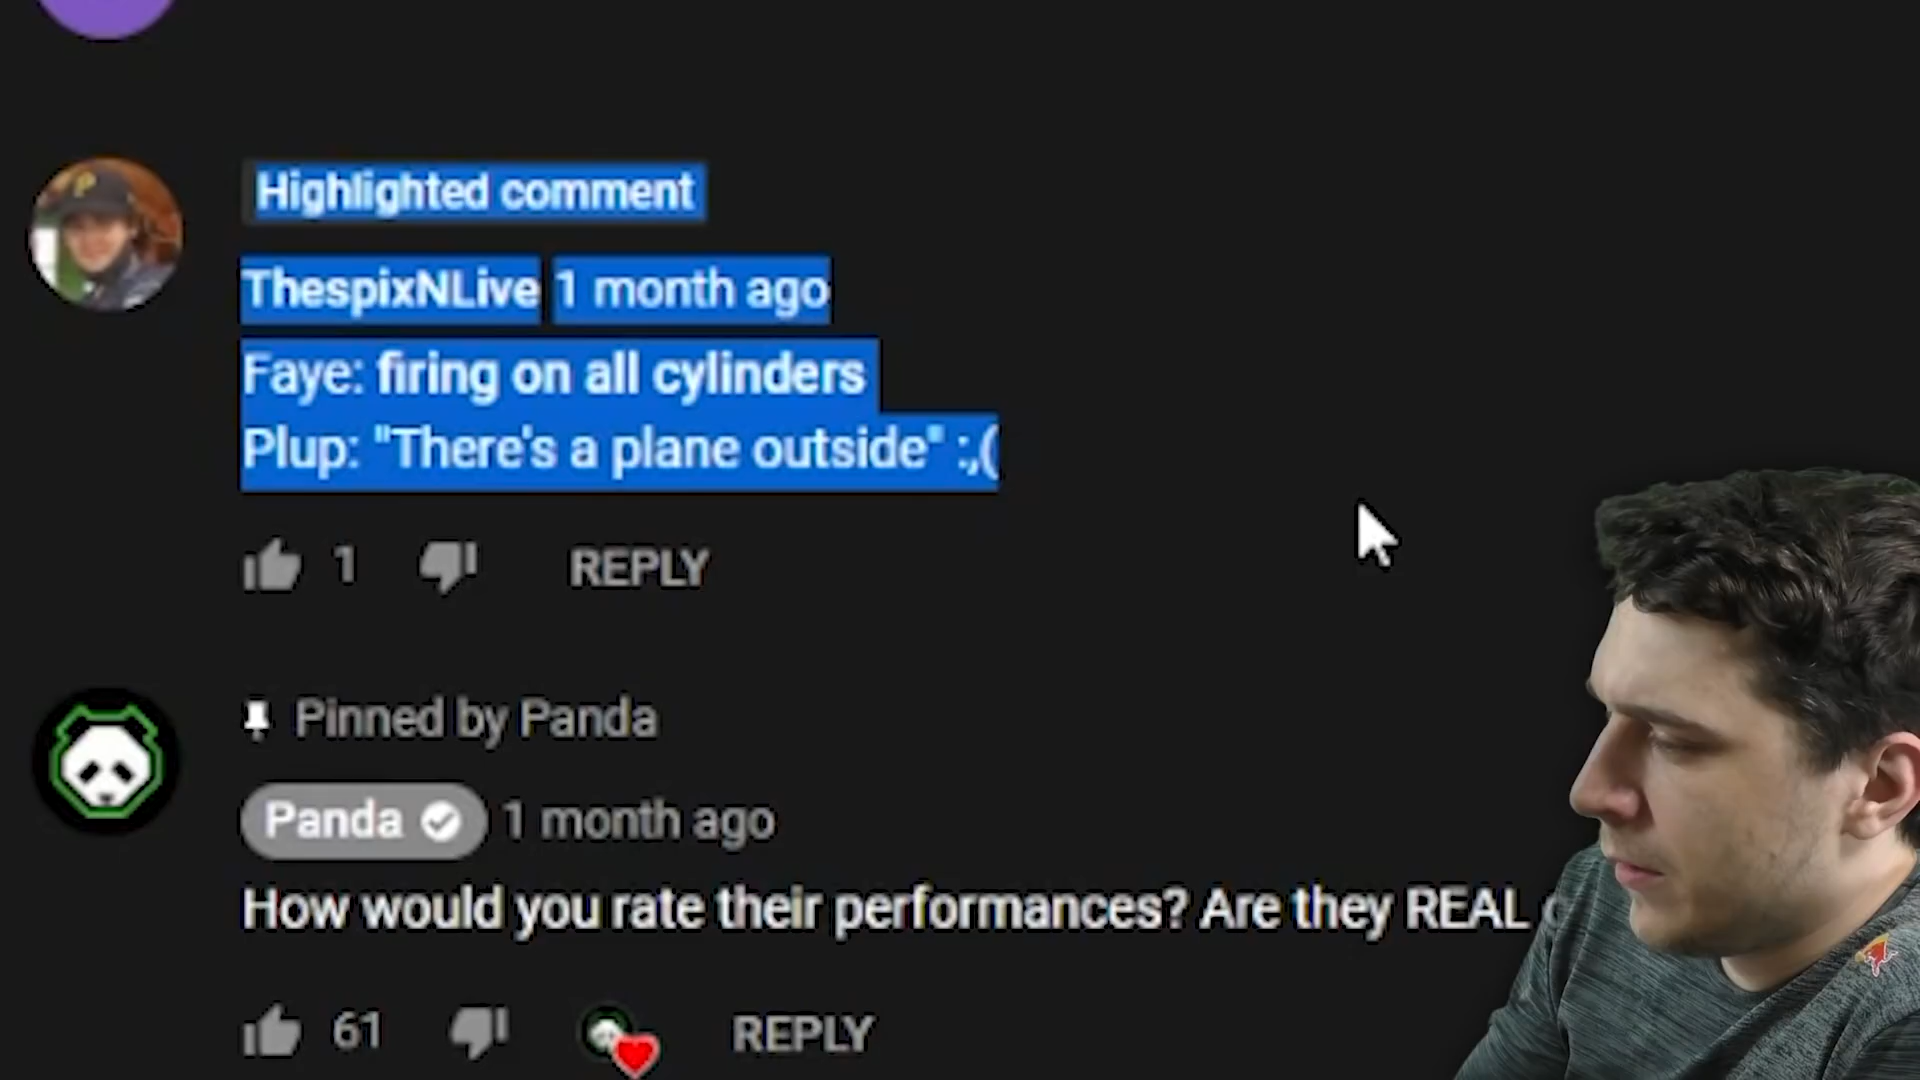 Highlighted comment
ThespixNLive 1 month ago
Faye: firing on all cylinders
Plup: "There's a plane outside" :,(
1 REPLY
Pinned by Panda
Panda 1 month ago
How would you rate their performances? Are they REAL
61 REPLY